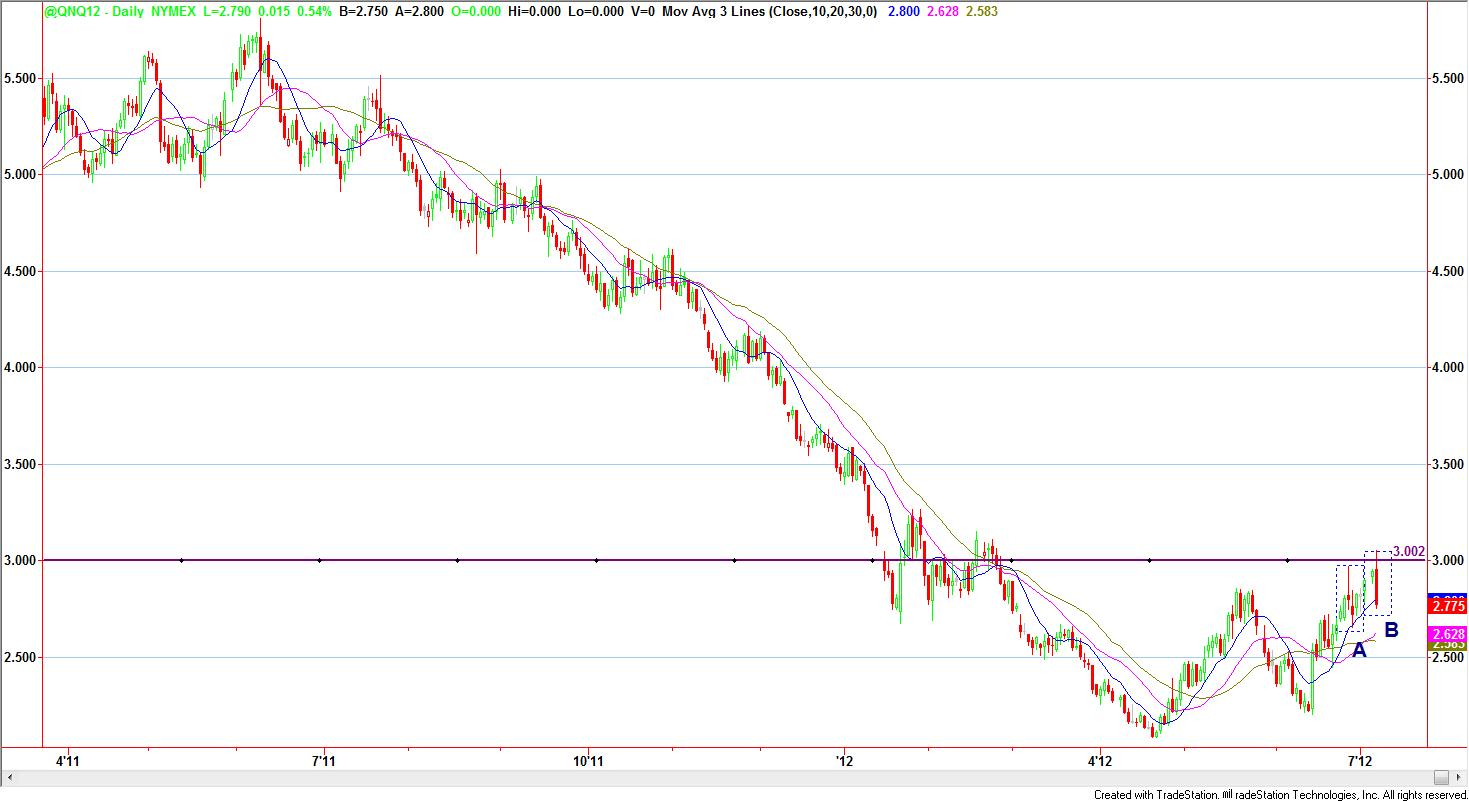 @QNQ12 - Daily NYMEX L=2.790 0.015 0.54% B=2.750 A=2.800 O=0.000 Hi=0.000 Lo=0.000 V=0 Mov Avg 3 Lines (Close,10,20,30,0) 2.800 2.628 2.583
5.500 5.500
5.000 5.000
4.500 4.500
4.000 4.000
3.500 3.500
3.002
3.000 3.000
2.775
B
2.628
2.583
A
2.500 2.500
4'11 7'11 10'11 '12 4'12 7'12
Created with TradeStation. radeStation Technologies, Inc. All rights reserved.